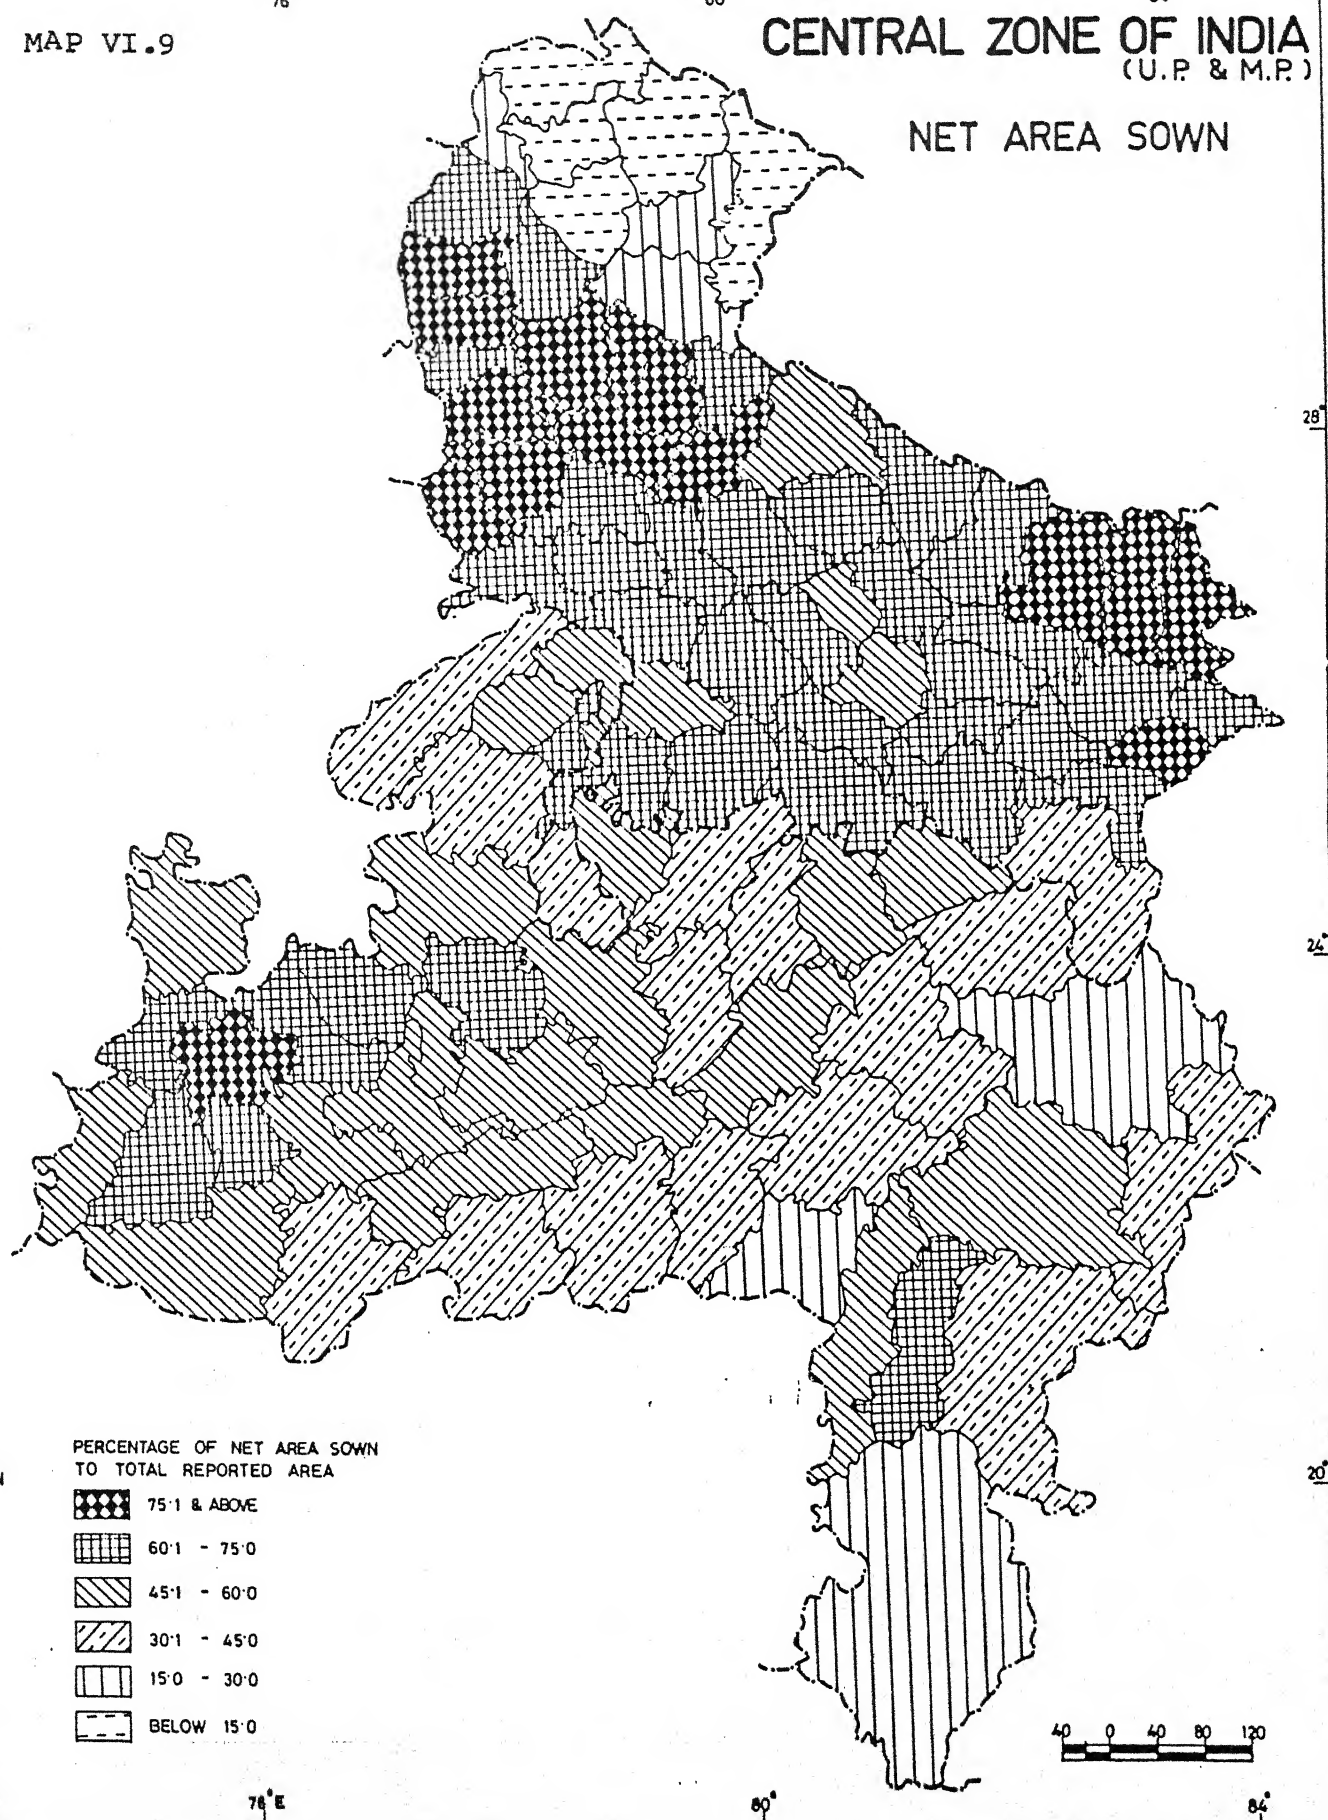 MAP VI.9
CENTRAL ZONE OF INDIA
(U.P. & M.P.)
NET AREA SOWN
28°
24°
20°
PERCENTAGE OF NET AREA SOWN
TO TOTAL REPORTED AREA
75·1 & ABOVE
60·1 - 75·0
45·1 - 60·0
30·1 - 45·0
15·0 - 30·0
BELOW 15·0
40 0 40 80 120
76°E 80° 84°